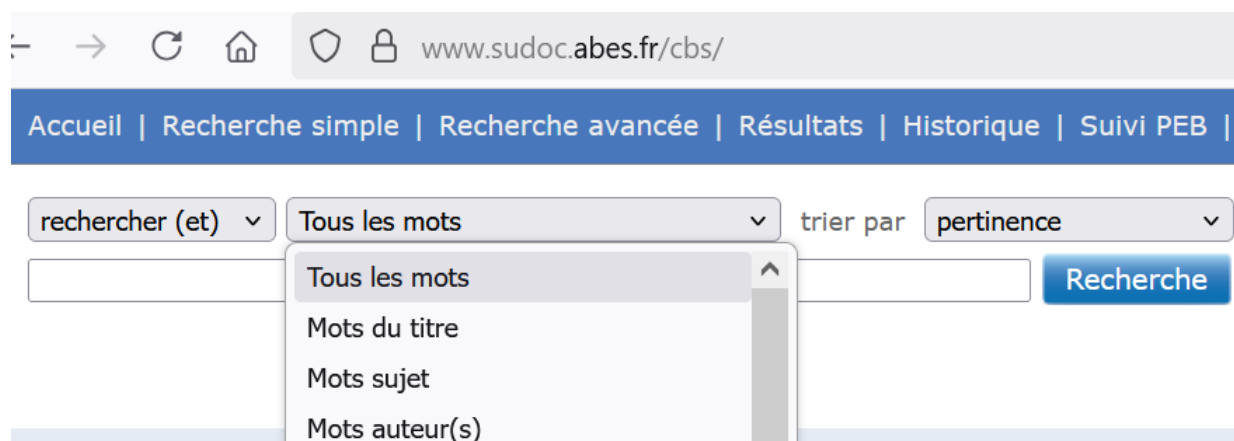 www.sudoc.abes.fr/cbs/
Accueil | Recherche simple | Recherche avancée | Résultats | Historique | Suivi PEB |
rechercher (et) Tous les mots trier par pertinence
Recherche
Tous les mots
Mots du titre
Mots sujet
Mots auteur(s)